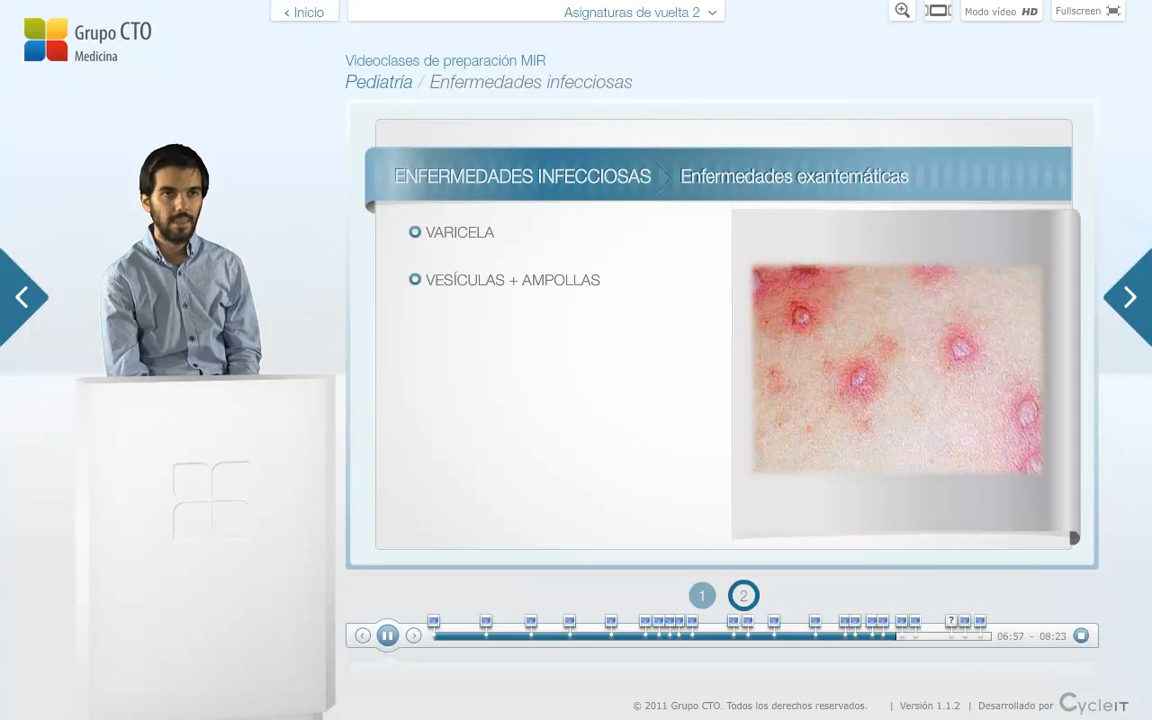 ‹ Inicio
Asignaturas de vuelta 2
Modo vídeo HD
Fullscreen
Grupo CTO
Medicina
Videoclases de preparación MIR
Pediatría / Enfermedades infecciosas
ENFERMEDADES INFECCIOSAS
Enfermedades exantemáticas
VARICELA
VESÍCULAS + AMPOLLAS
1
2
?
06:57 - 08:23
© 2011 Grupo CTO. Todos los derechos reservados. | Versión 1.1.2 | Desarrollado por CycleIT